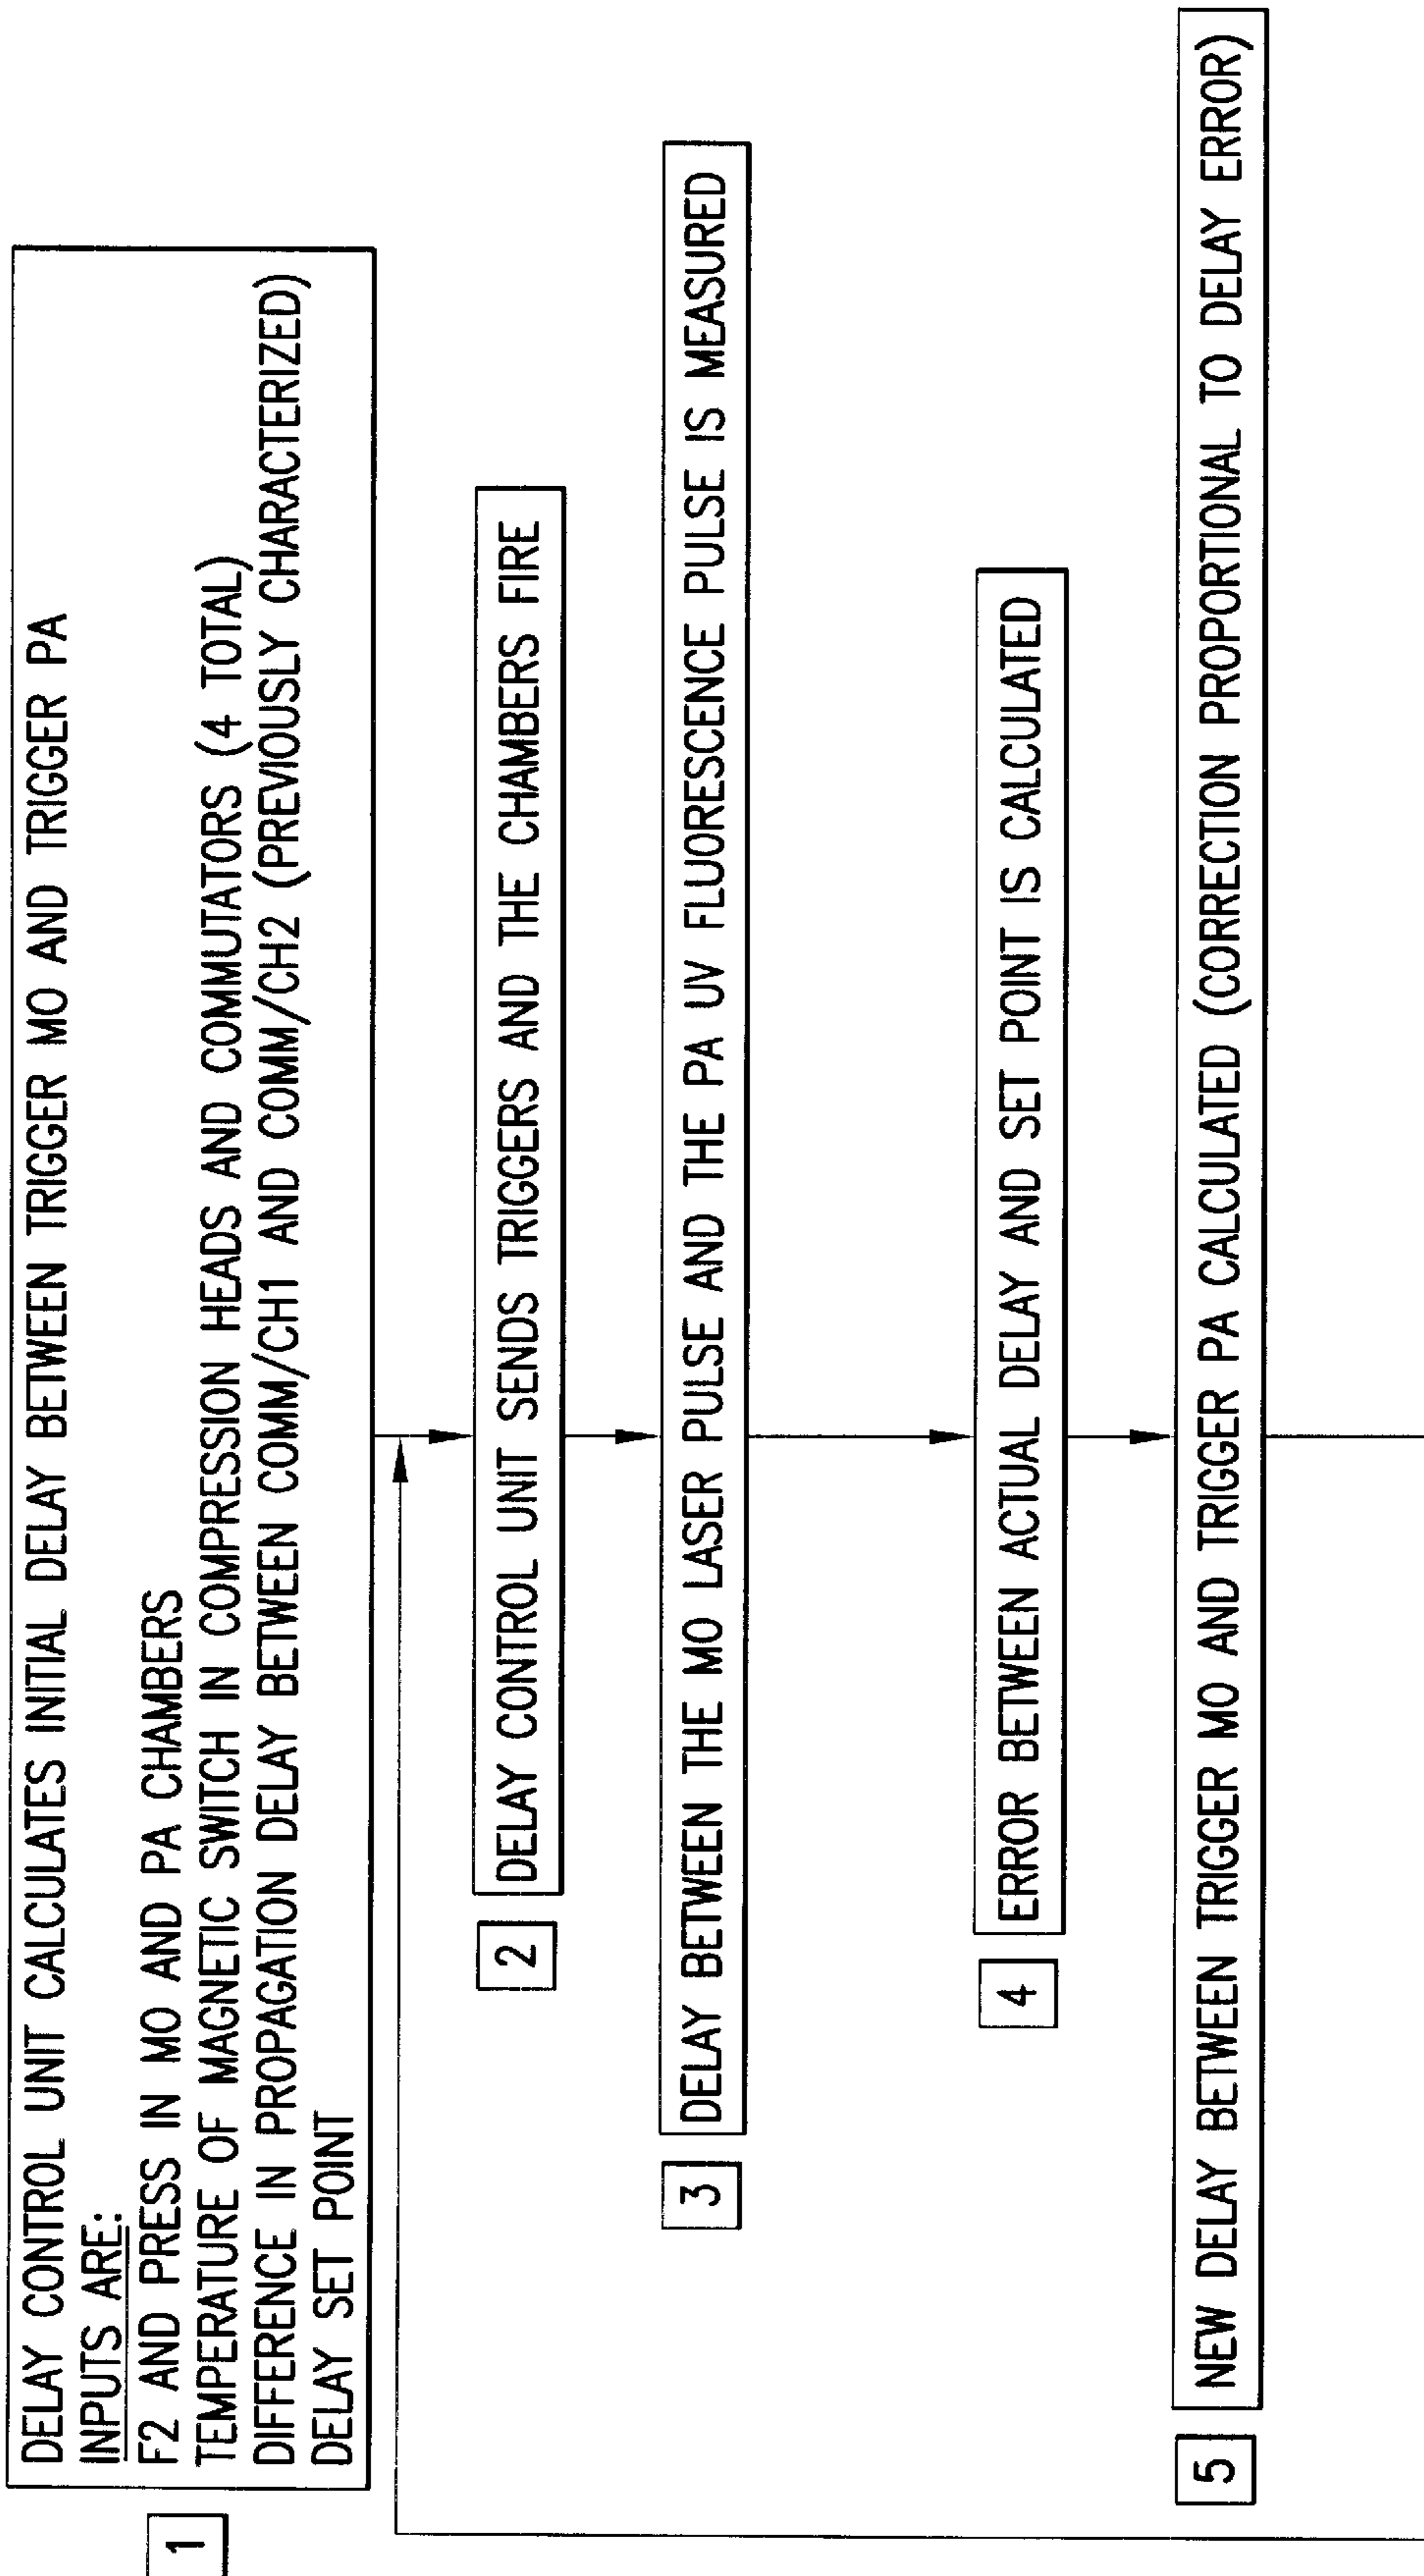 1
DELAY CONTROL UNIT CALCULATES INITIAL DELAY BETWEEN TRIGGER MO AND TRIGGER PA
INPUTS ARE:
F2 AND PRESS IN MO AND PA CHAMBERS
TEMPERATURE OF MAGNETIC SWITCH IN COMPRESSION HEADS AND COMMUTATORS (4 TOTAL)
DIFFERENCE IN PROPAGATION DELAY BETWEEN COMM/CH1 AND COMM/CH2 (PREVIOUSLY CHARACTERIZED)
DELAY SET POINT
2
DELAY CONTROL UNIT SENDS TRIGGERS AND THE CHAMBERS FIRE
3
DELAY BETWEEN THE MO LASER PULSE AND THE PA UV FLUORESCENCE PULSE IS MEASURED
4
ERROR BETWEEN ACTUAL DELAY AND SET POINT IS CALCULATED
5
NEW DELAY BETWEEN TRIGGER MO AND TRIGGER PA CALCULATED (CORRECTION PROPORTIONAL TO DELAY ERROR)